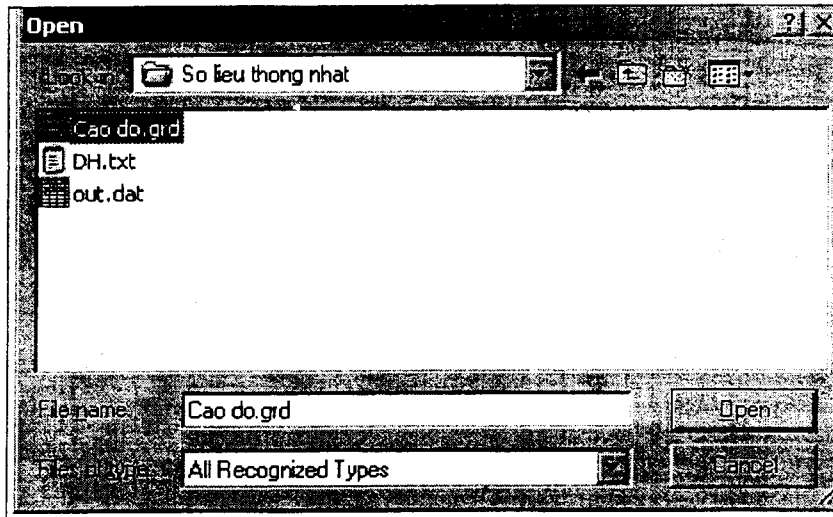 Open
Look in: So lieu thong nhat
Cao do.grd
DH.txt
out.dat
File name: Cao do.grd Open
Files of type: All Recognized Types Cancel